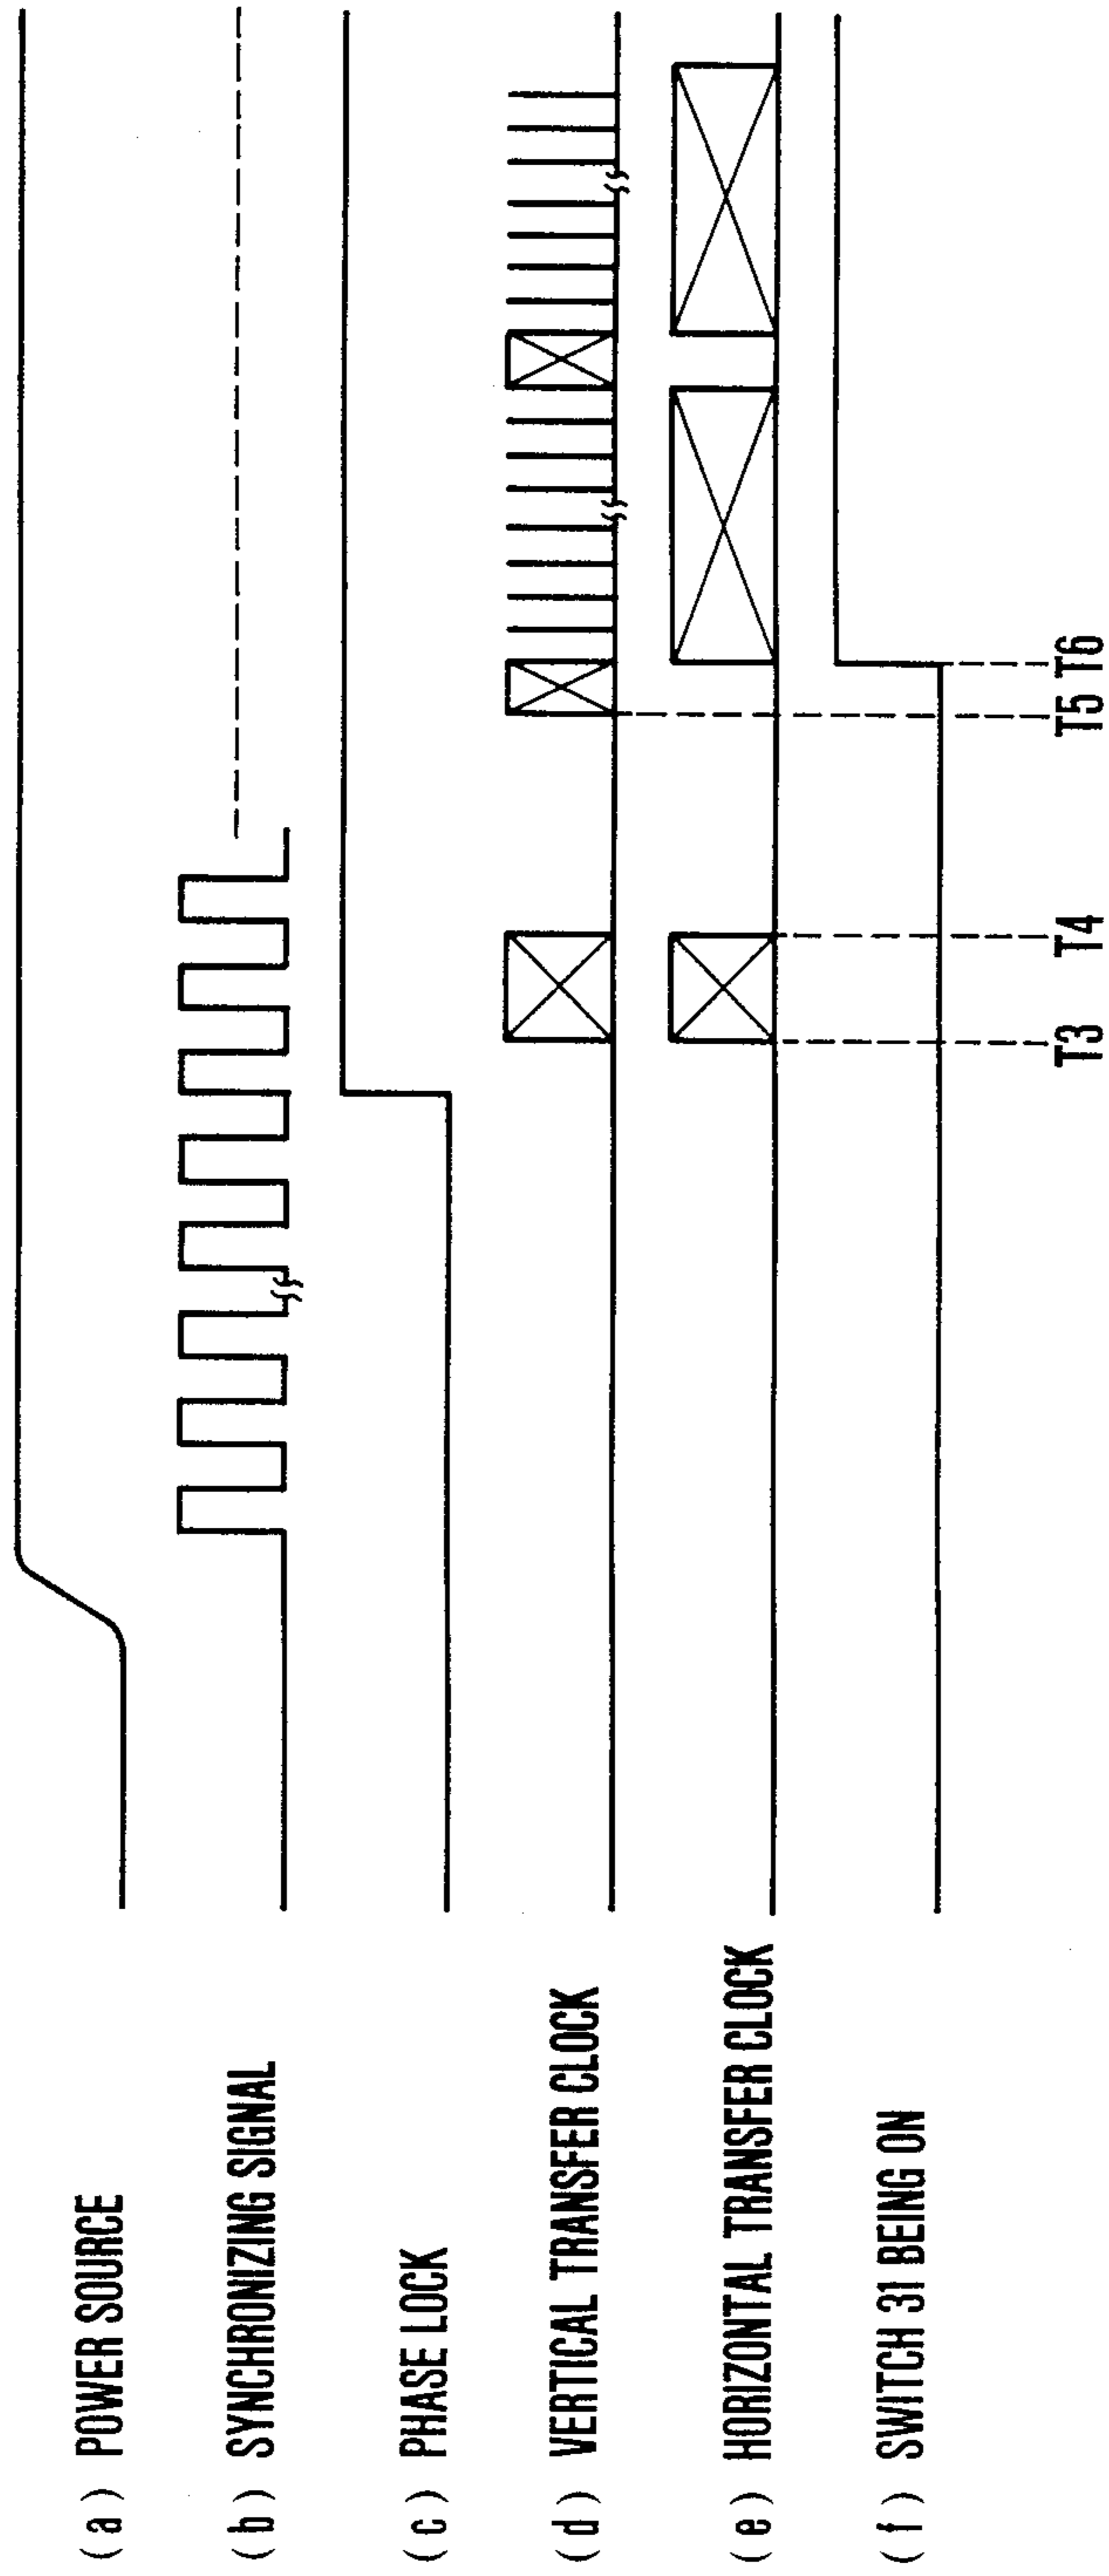 (a) POWER SOURCE
(b) SYNCHRONIZING SIGNAL
(c) PHASE LOCK
(d) VERTICAL TRANSFER CLOCK
(e) HORIZONTAL TRANSFER CLOCK
(f) SWITCH 31 BEING ON
T3 T4 T5 T6